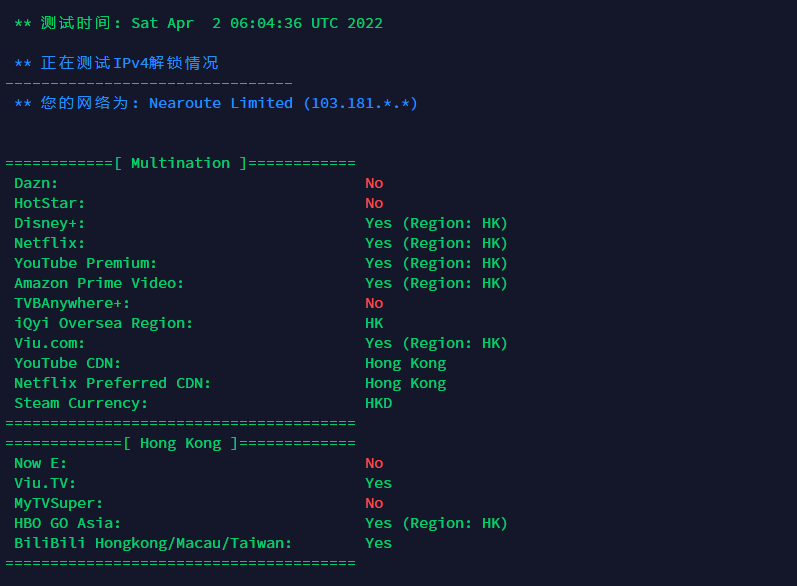 ** 测试时间: Sat Apr  2 06:04:36 UTC 2022
** 正在测试IPv4解锁情况
--------------------------------
** 您的网络为: Nearoute Limited (103.181.*.*)
============[ Multination ]============
Dazn: No
HotStar: No
Disney+: Yes (Region: HK)
Netflix: Yes (Region: HK)
YouTube Premium: Yes (Region: HK)
Amazon Prime Video: Yes (Region: HK)
TVBAnywhere+: No
iQyi Oversea Region: HK
Viu.com: Yes (Region: HK)
YouTube CDN: Hong Kong
Netflix Preferred CDN: Hong Kong
Steam Currency: HKD
=======================================
=============[ Hong Kong ]=============
Now E: No
Viu.TV: Yes
MyTVSuper: No
HBO GO Asia: Yes (Region: HK)
BiliBili Hongkong/Macau/Taiwan: Yes
=======================================